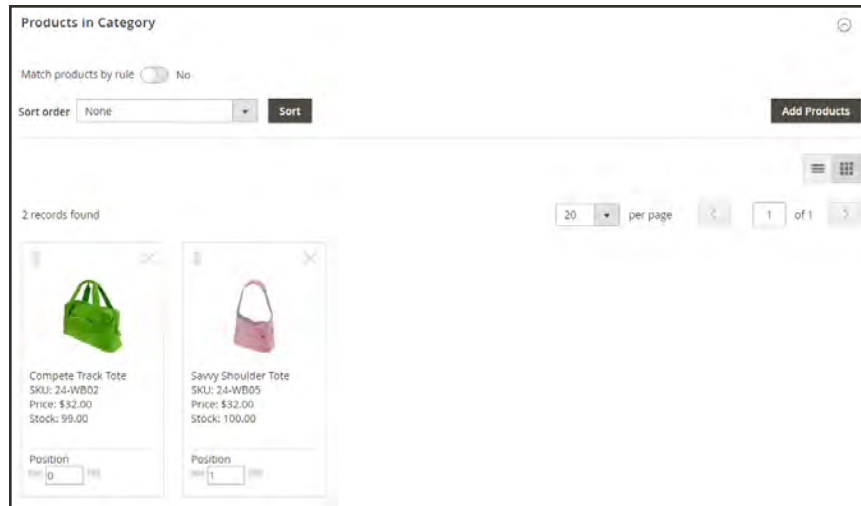 Products in Category
Match products by rule No
Sort order None Sort Add Products
2 records found 20 per page 1 of 1
Compete Track Tote
SKU: 24-WB02
Price: $32.00
Stock: 99.00
Position
0
Savvy Shoulder Tote
SKU: 24-WB05
Price: $32.00
Stock: 100.00
Position
1